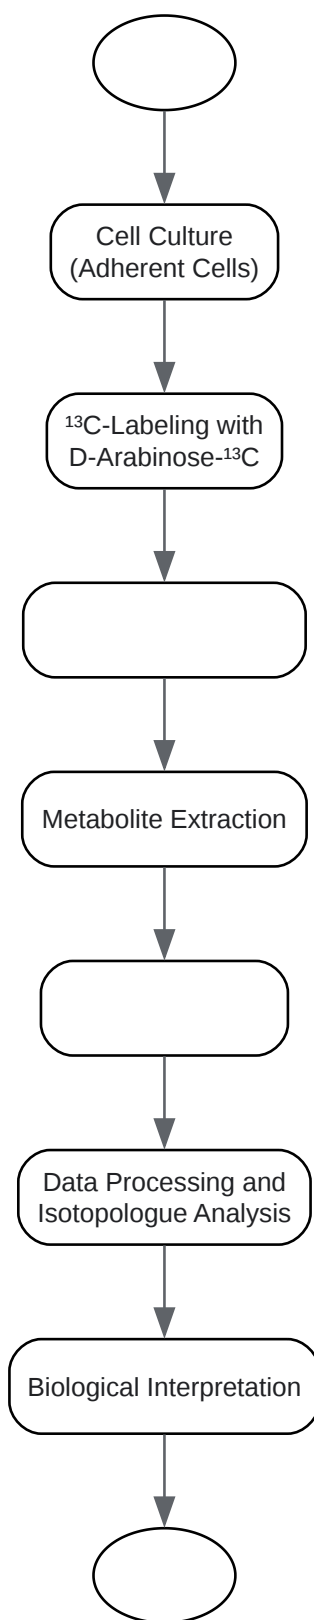 Cell Culture
(Adherent Cells)
¹³C-Labeling with
D-Arabinose-¹³C
Metabolite Extraction
Data Processing and
Isotopologue Analysis
Biological Interpretation